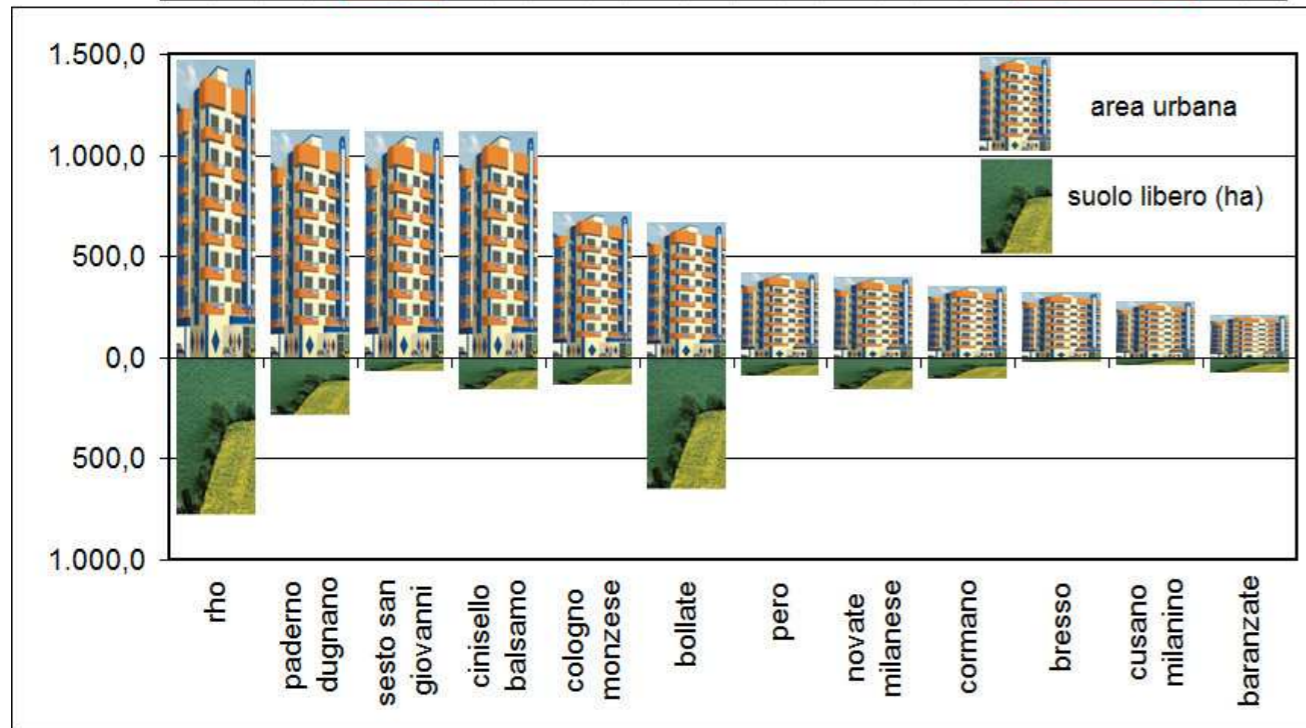 1.500,0
1.000,0
500,0
0,0
500,0
1.000,0
area urbana
suolo libero (ha)
rho
paderno
dugnano
sesto san
giovanni
cinisello
balsamo
cologno
monzese
bollate
pero
novate
milanese
cormano
bresso
cusano
milanino
baranzate